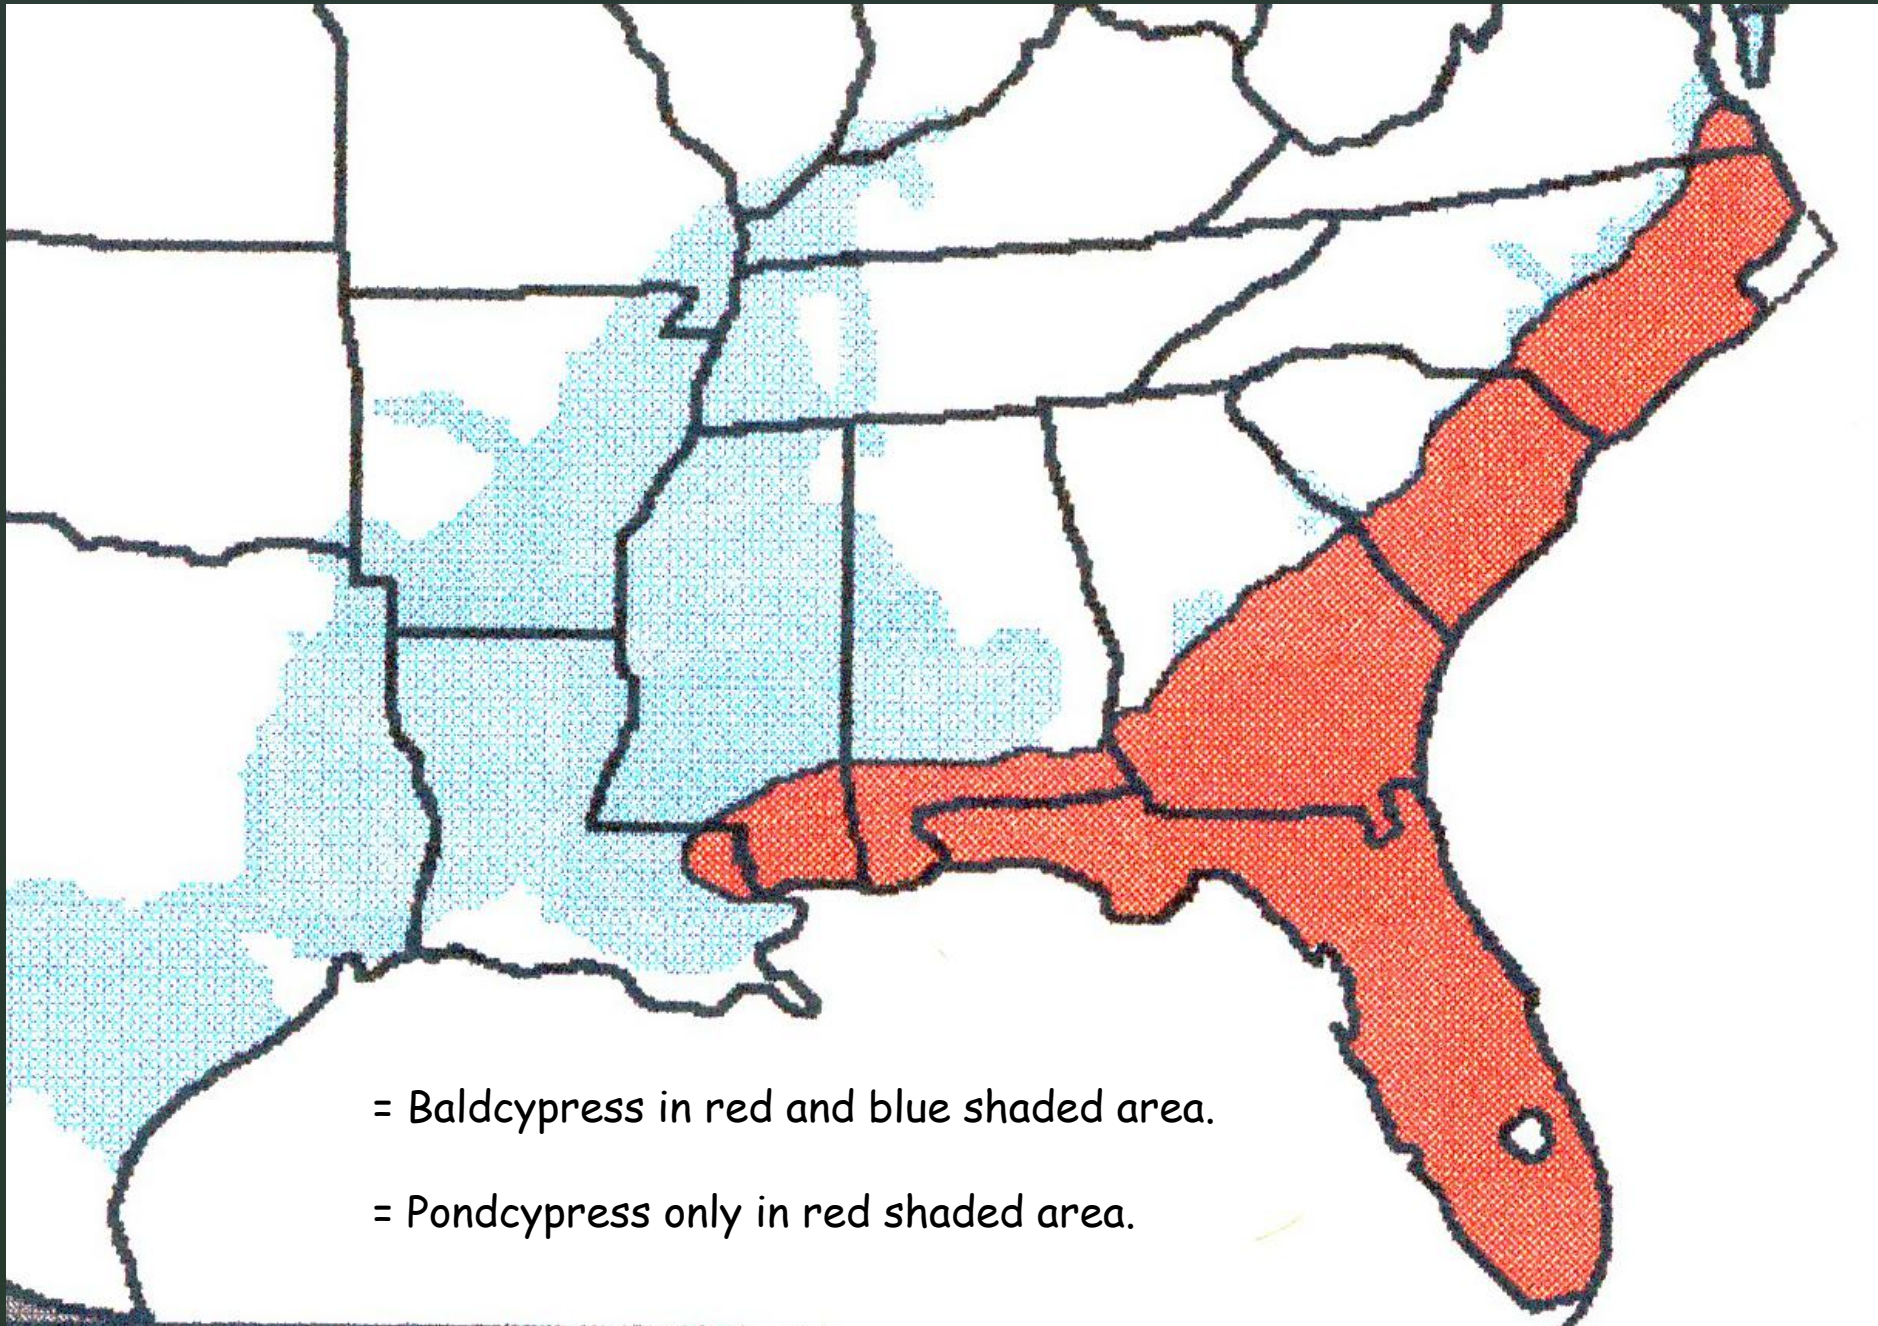 = Baldcypress in red and blue shaded area.
= Pondcypress only in red shaded area.